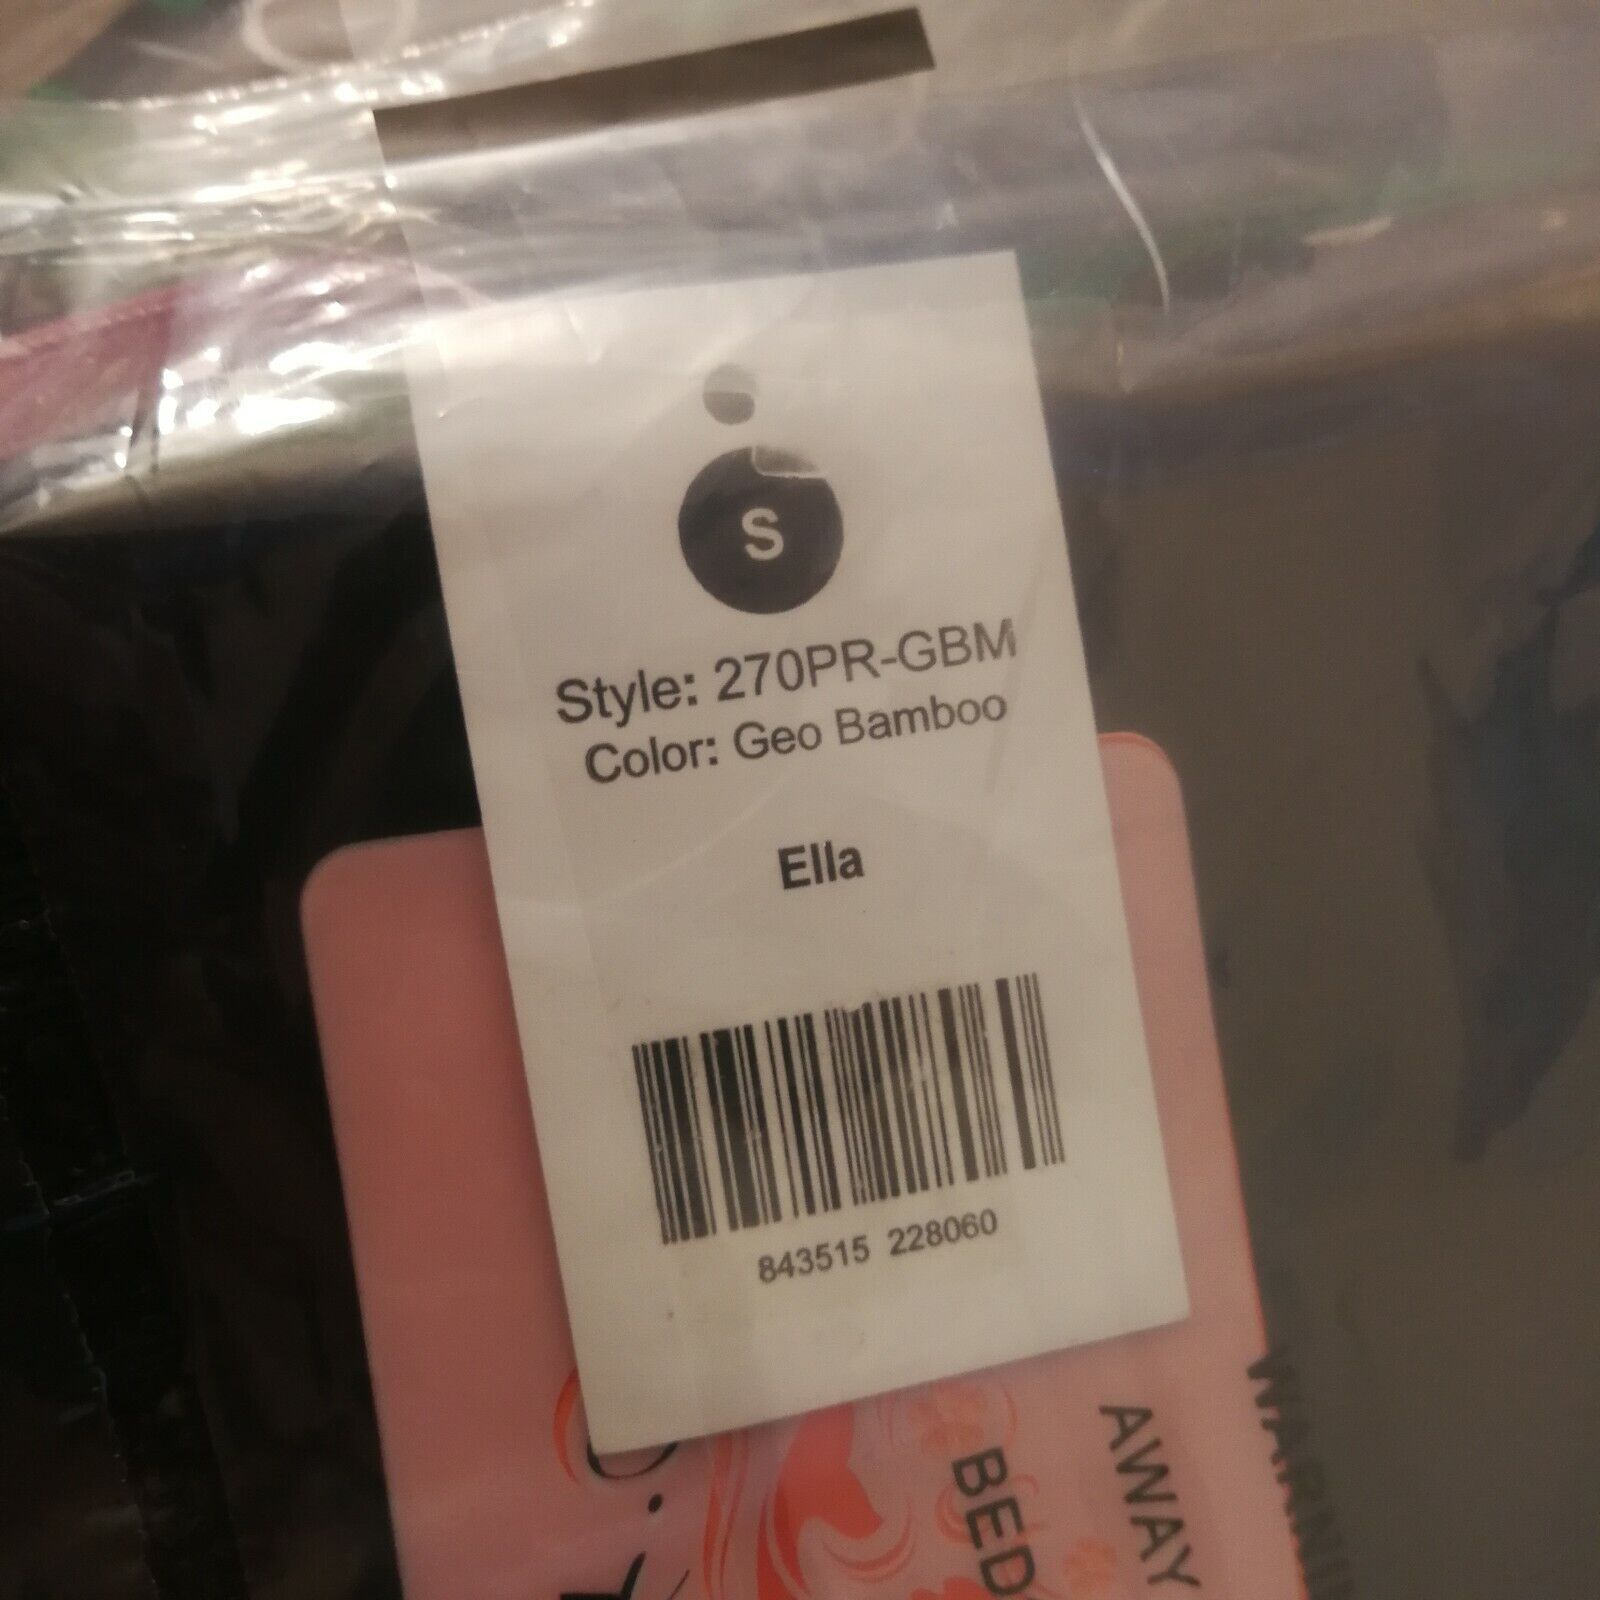 S
Style: 270PR-GBM
Color: Geo Bamboo
Ella
843515 228060
AWAY
BED